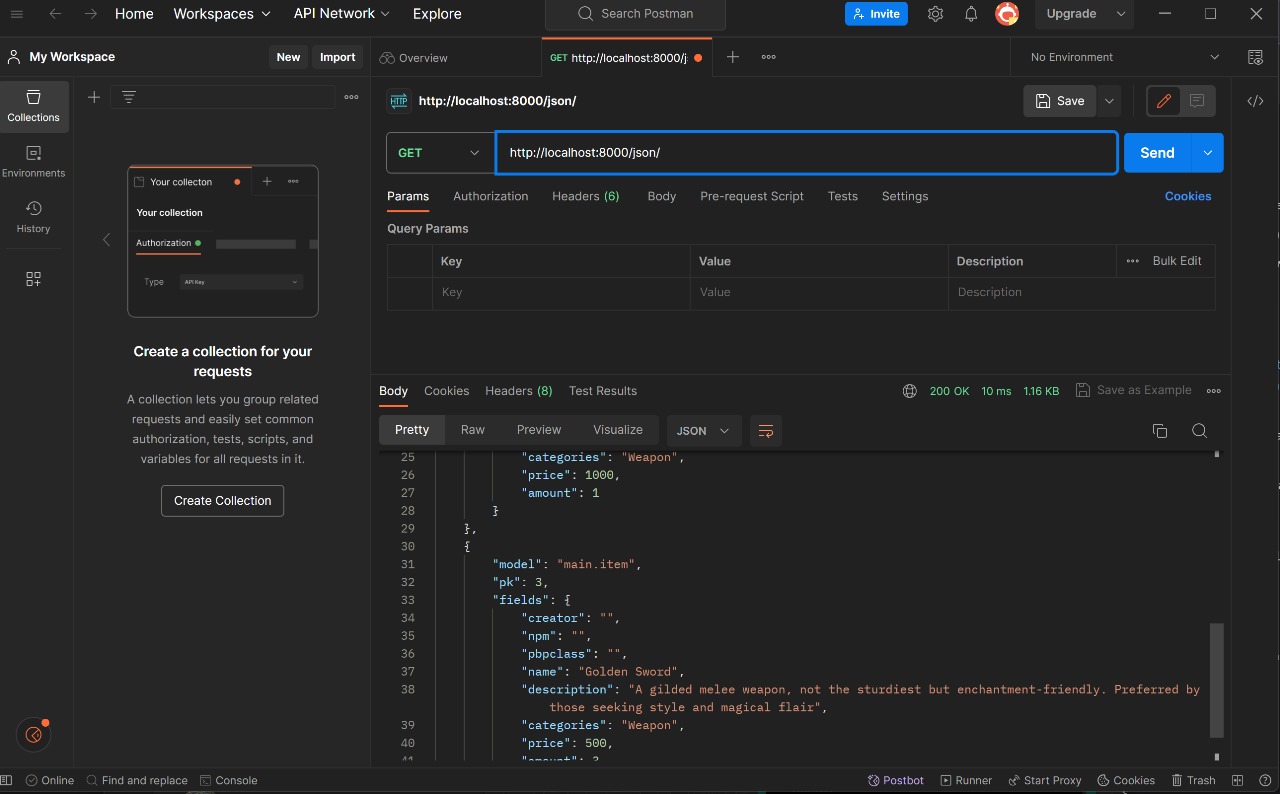 Home Workspaces API Network Explore Search Postman Invite Upgrade
My Workspace New Import Overview GET http://localhost:8000/j No Environment
Collections
Environments
History
Your collecton
Your collection
Authorization
Type API Key
Create a collection for your
requests
A collection lets you group related
requests and easily set common
authorization, tests, scripts, and
variables for all requests in it.
Create Collection
HTTP http://localhost:8000/json/ Save
GET http://localhost:8000/json/ Send
Params Authorization Headers (6) Body Pre-request Script Tests Settings Cookies
Query Params
Key Value Description Bulk Edit
Key Value Description
Body Cookies Headers (8) Test Results 200 OK 10 ms 1.16 KB Save as Example
Pretty Raw Preview Visualize JSON
25 "categories": "Weapon",
26 "price": 1000,
27 "amount": 1
28 }
29 },
30 {
31 "model": "main.item",
32 "pk": 3,
33 "fields": {
34 "creator": "",
35 "npm": "",
36 "pbpclass": "",
37 "name": "Golden Sword",
38 "description": "A gilded melee weapon, not the sturdiest but enchantment-friendly. Preferred by
those seeking style and magical flair",
39 "categories": "Weapon",
40 "price": 500,
41 "amount":
Online Find and replace Console Postbot Runner Start Proxy Cookies Trash